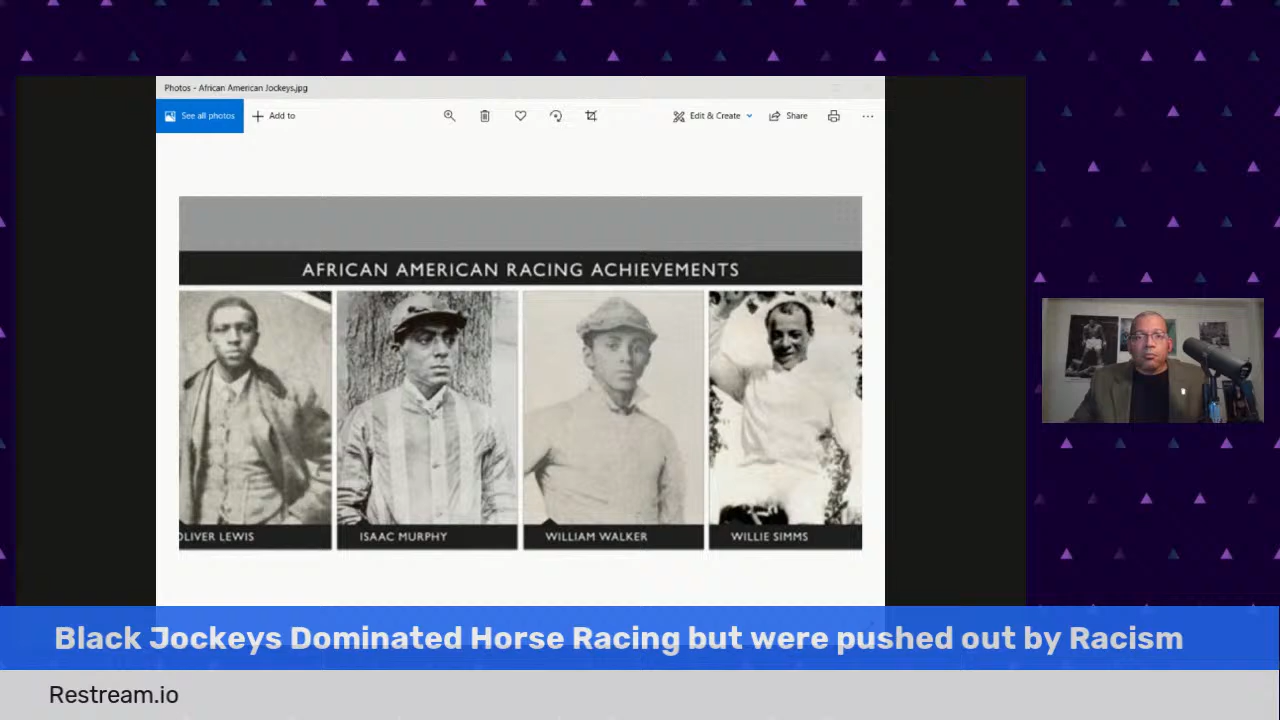 Photos - African American Jockeys.jpg
See all photos
Add to
Edit & Create
Share
AFRICAN AMERICAN RACING ACHIEVEMENTS
OLIVER LEWIS
ISAAC MURPHY
WILLIAM WALKER
WILLIE SIMMS
Black Jockeys Dominated Horse Racing but were pushed out by Racism
Restream.io